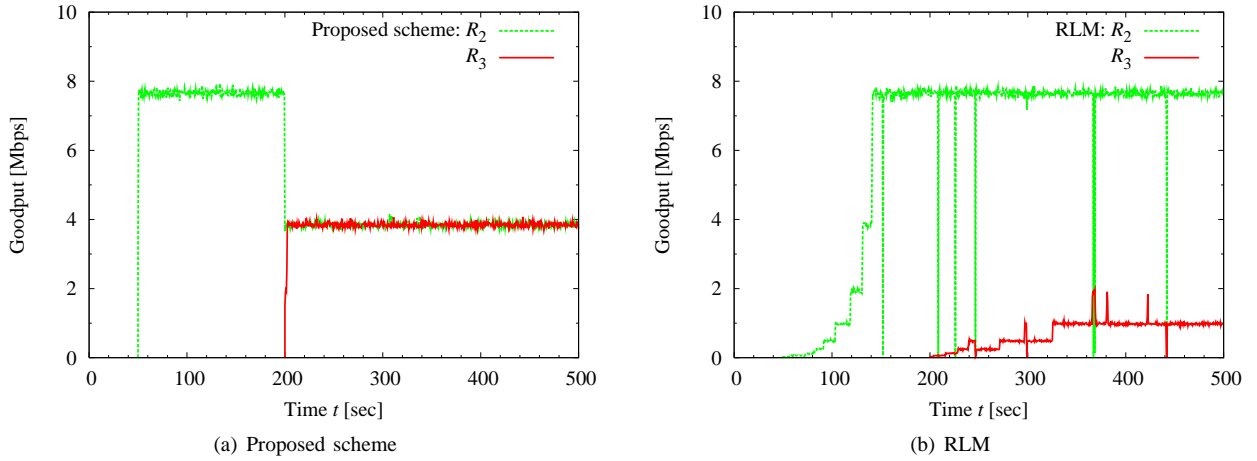 10
8
6
4
2
0
Goodput [Mbps]
Proposed scheme: R2
R3
0 100 200 300 400 500
Time t [sec]
(a) Proposed scheme
10
8
6
4
2
0
Goodput [Mbps]
RLM: R2
R3
0 100 200 300 400 500
Time t [sec]
(b) RLM